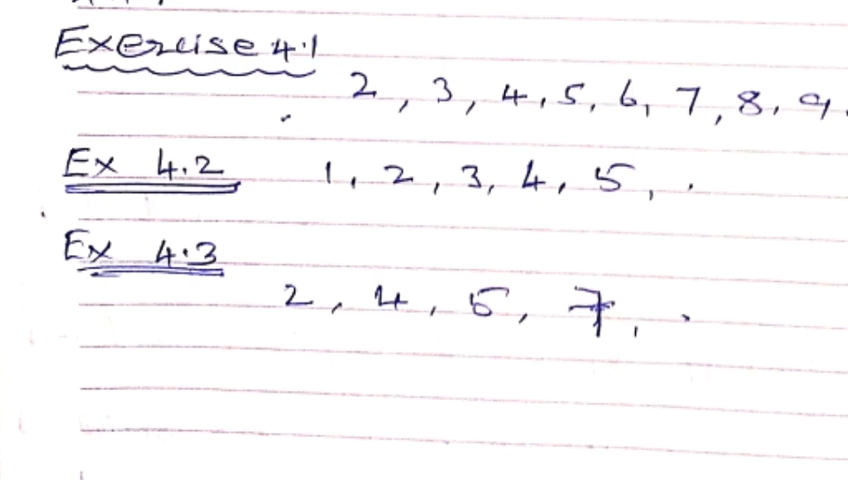 Exercise 4.1
2, 3, 4, 5, 6, 7, 8, 9.
Ex 4.2 1, 2, 3, 4, 5, .
Ex 4.3
2, 4, 5, 7, .